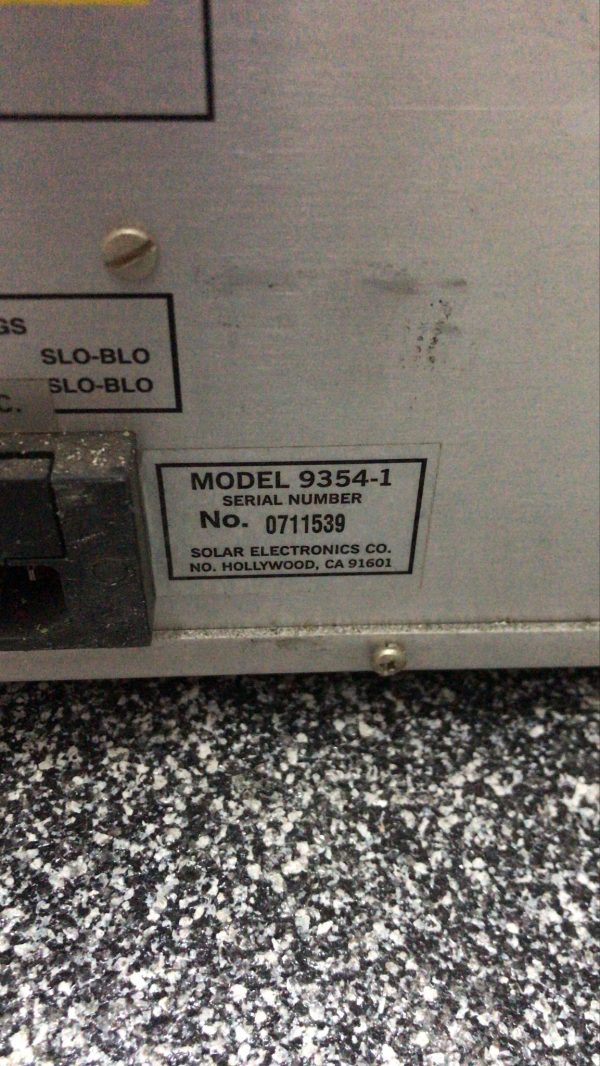 GS
SLO-BLO
SLO-BLO
C.
MODEL 9354-1
SERIAL NUMBER
No. 0711539
SOLAR ELECTRONICS CO.
NO. HOLLYWOOD, CA 91601